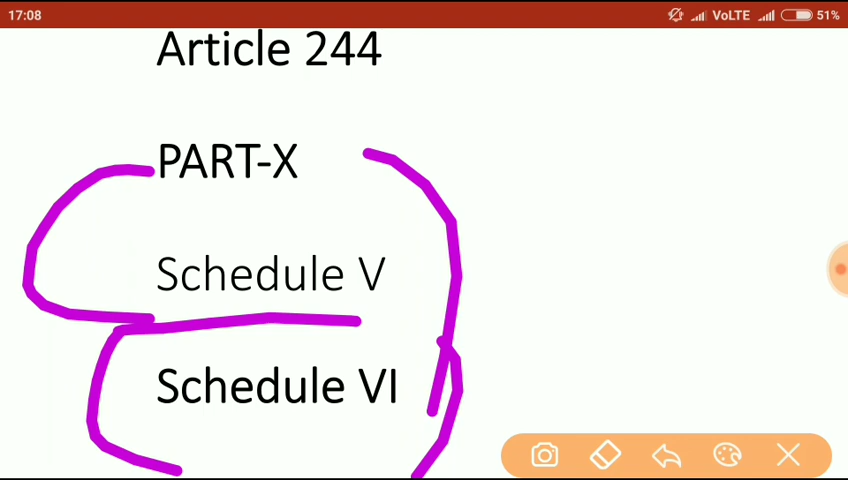 17:08
VoLTE 51%
Article 244
PART-X
Schedule V
Schedule VI